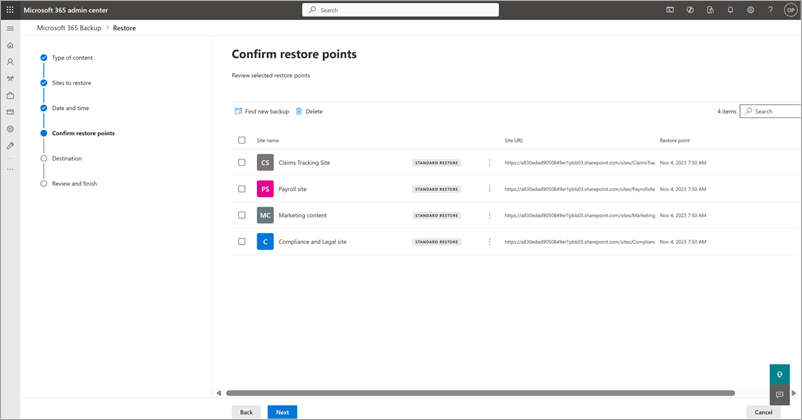 Microsoft 365 admin center
Search
OP
Microsoft 365 Backup > Restore
Type of content
Sites to restore
Date and time
Confirm restore points
Destination
Review and finish
Confirm restore points
Review selected restore points
Find new backup Delete 4 items Search
Site name Site URL Restore point
CS Claims Tracking Site STANDARD RESTORE https://a830edad9050849er1pbb03.sharepoint.com/sites/ClaimsTrac Nov 4, 2023 7:50 AM
PS Payroll site STANDARD RESTORE https://a830edad9050849er1pbb03.sharepoint.com/sites/Payrollsite Nov 4, 2023 7:50 AM
MC Marketing content STANDARD RESTORE https://a830edad9050849er1pbb03.sharepoint.com/sites/Marketing Nov 4, 2023 7:50 AM
C Compliance and Legal site STANDARD RESTORE https://a830edad9050849er1pbb03.sharepoint.com/sites/Complian Nov 4, 2023 7:50 AM
Back Next Cancel